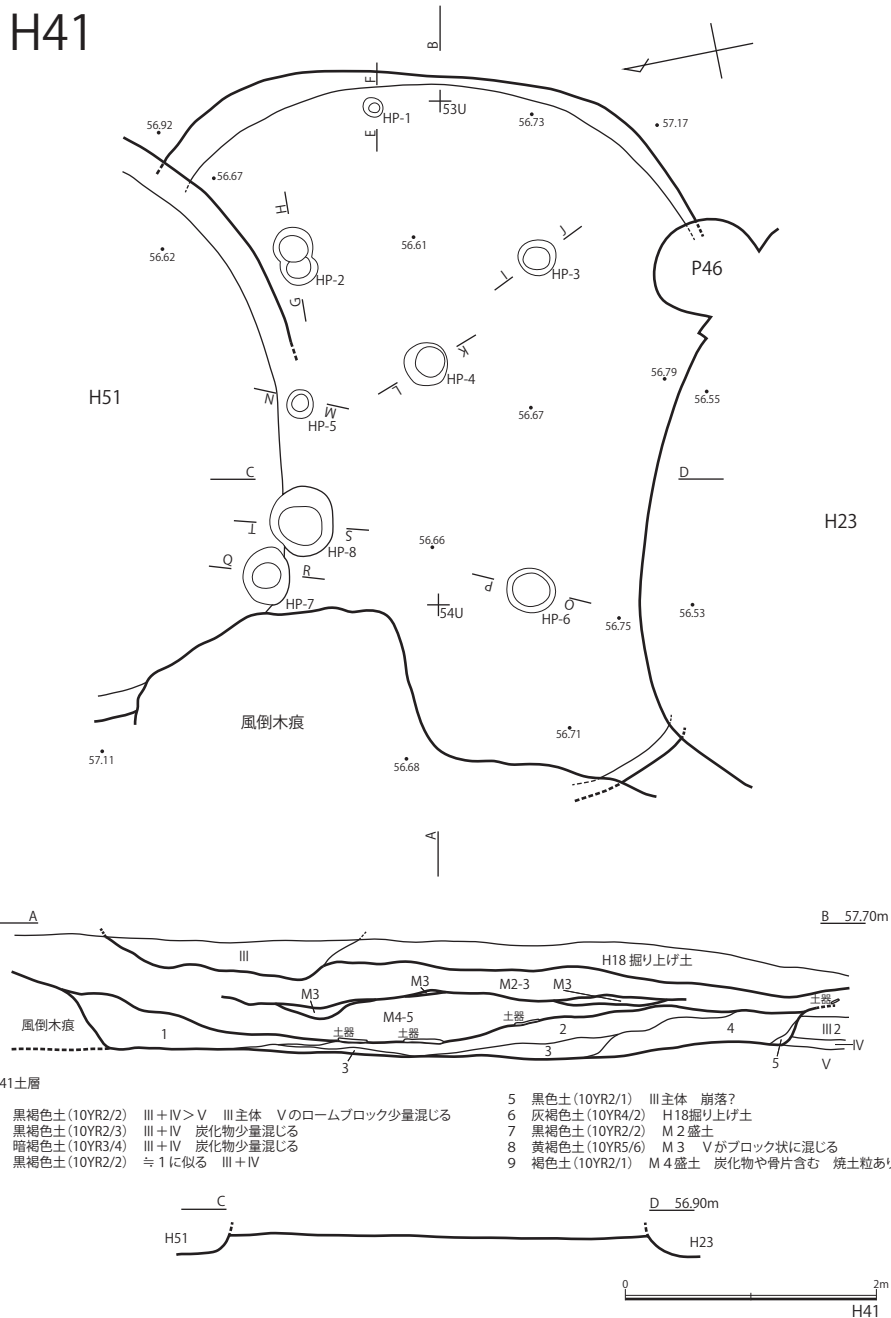 H41
B
F
53U
HP-1
E
56.92
56.73
57.17
56.67
H
J
56.62
56.61
P46
HP-2
I
HP-3
G
K
HP-4
L
56.79
56.55
H51
N
M
HP-5
56.67
C
D
H23
T
S
HP-8
56.66
Q
R
HP-7
P
O
HP-6
54U
56.75
56.53
風倒木痕
56.71
57.11
56.68
A
A
B 57.70m
III
H18 掘り上げ土
M3
M3
M2-3
M3
土器
風倒木痕
1
M4-5
土器
土器
土器
2
4
III 2
IV
3
3
5
V
41土層
黒褐色土(10YR2/2) III+IV>V III主体 Vのロームブロック少量混じる
黒褐色土(10YR2/3) III+IV 炭化物少量混じる
暗褐色土(10YR3/4) III+IV 炭化物少量混じる
黒褐色土(10YR2/2) ≒1に似る III+IV
5 黒色土(10YR2/1) III主体 崩落?
6 灰褐色土(10YR4/2) H18掘り上げ土
7 黒褐色土(10YR2/2) M2盛土
8 黄褐色土(10YR5/6) M3 Vがブロック状に混じる
9 褐色土(10YR2/1) M4盛土 炭化物や骨片含む 焼土粒あり
C
D 56.90m
H51
H23
0
2m
H41